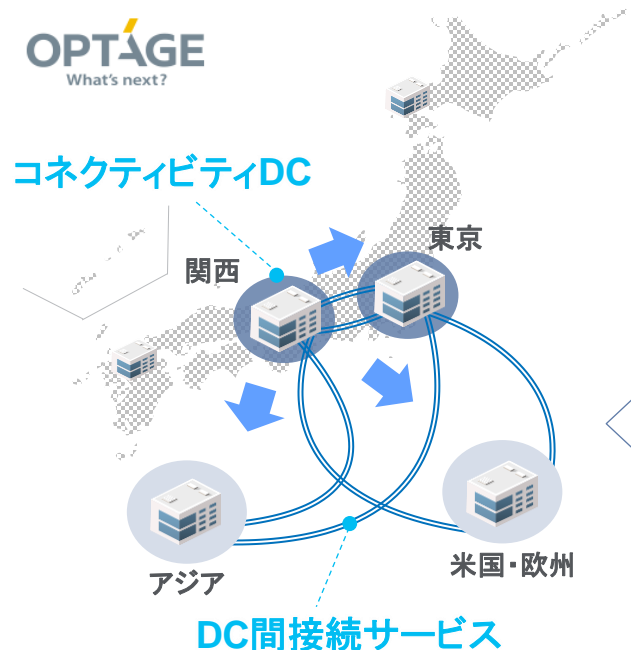 OPTAGE
What's next?
コネクティビティDC
東京
関西
アジア
米国・欧州
DC間接続サービス